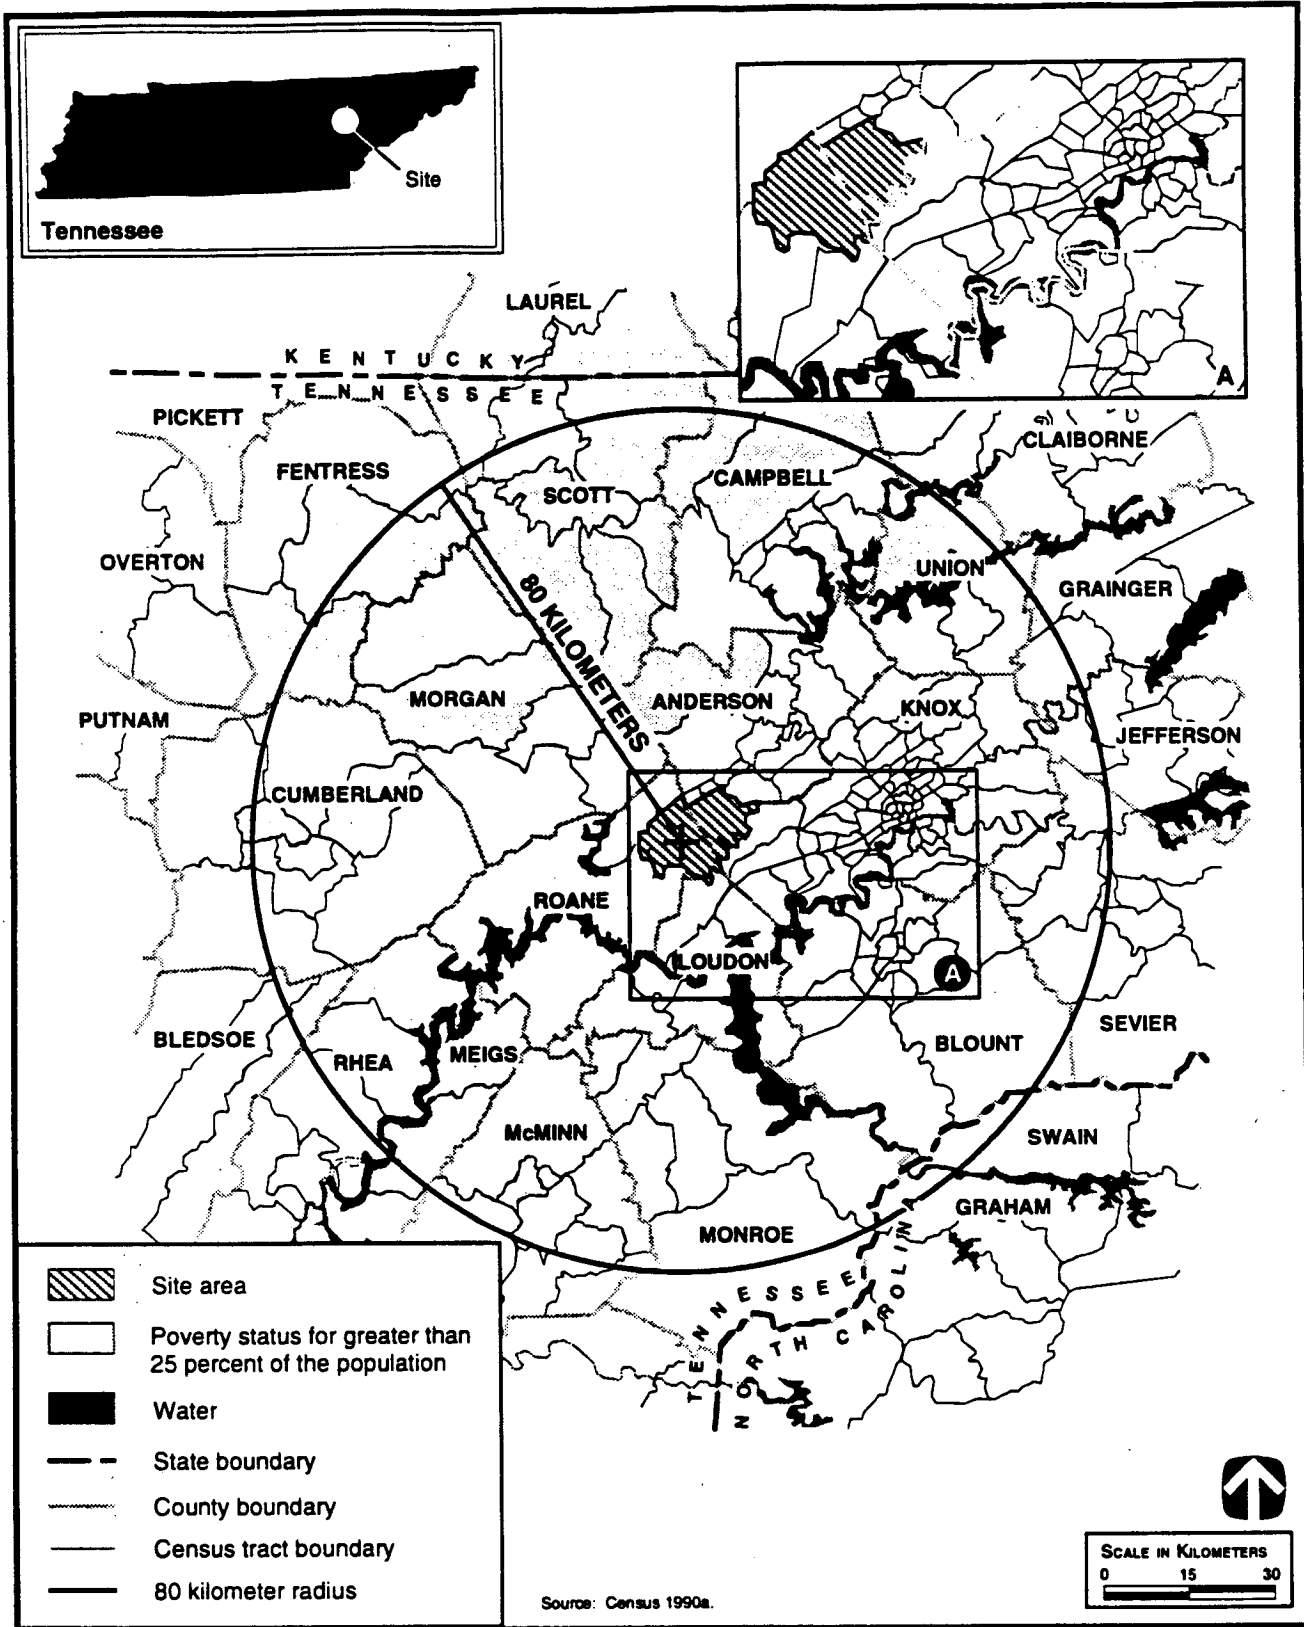 Site
Tennessee
A
LAUREL
KENTUCKY
TENNESSEE
PICKETT
CLAIBORNE
FENTRESS
SCOTT
CAMPBELL
OVERTON
UNION
GRAINGER
80 KILOMETERS
MORGAN
ANDERSON
KNOX
PUTNAM
JEFFERSON
CUMBERLAND
ROANE
LOUDON
A
BLEDSOE
RHEA
MEIGS
BLOUNT
SEVIER
McMINN
SWAIN
GRAHAM
MONROE
TENNESSEE
NORTH CAROLINA
Site area
Poverty status for greater than
25 percent of the population
Water
State boundary
County boundary
Census tract boundary
80 kilometer radius
Source: Census 1990a.
SCALE IN KILOMETERS
0 15 30